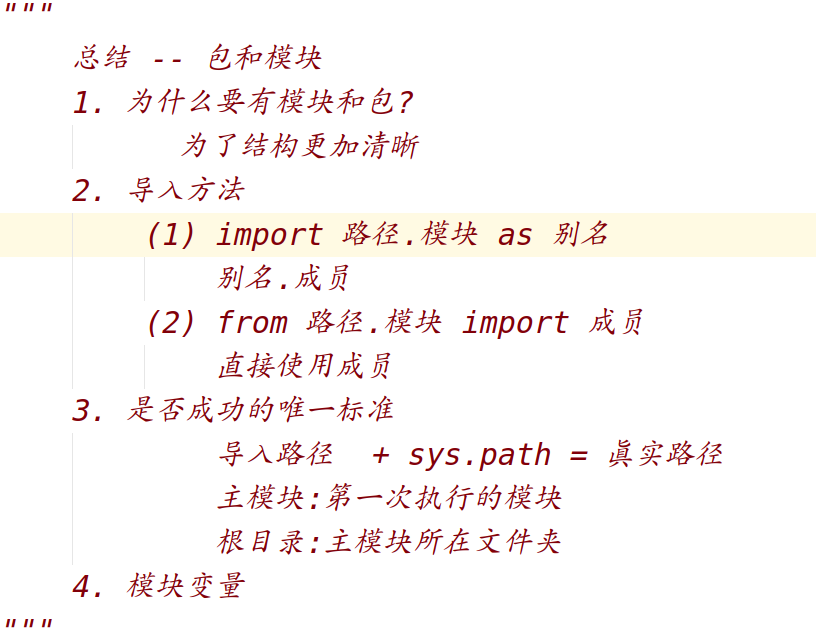 """
总结 -- 包和模块
1. 为什么要有模块和包?
为了结构更加清晰
2. 导入方法
(1) import 路径.模块 as 别名
别名.成员
(2) from 路径.模块 import 成员
直接使用成员
3. 是否成功的唯一标准
导入路径  + sys.path = 真实路径
主模块:第一次执行的模块
根目录:主模块所在文件夹
4. 模块变量
"""